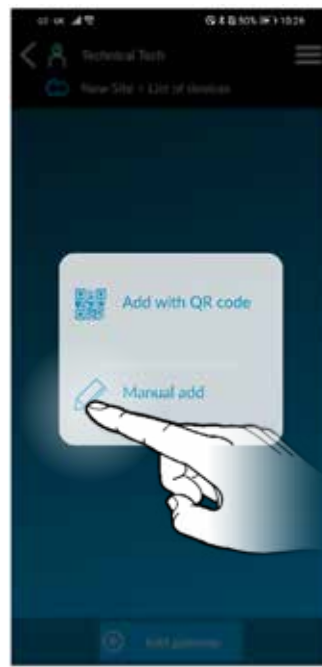 Technical Tech
New Site > List of devices
Add with QR code
Manual add
Add gateway